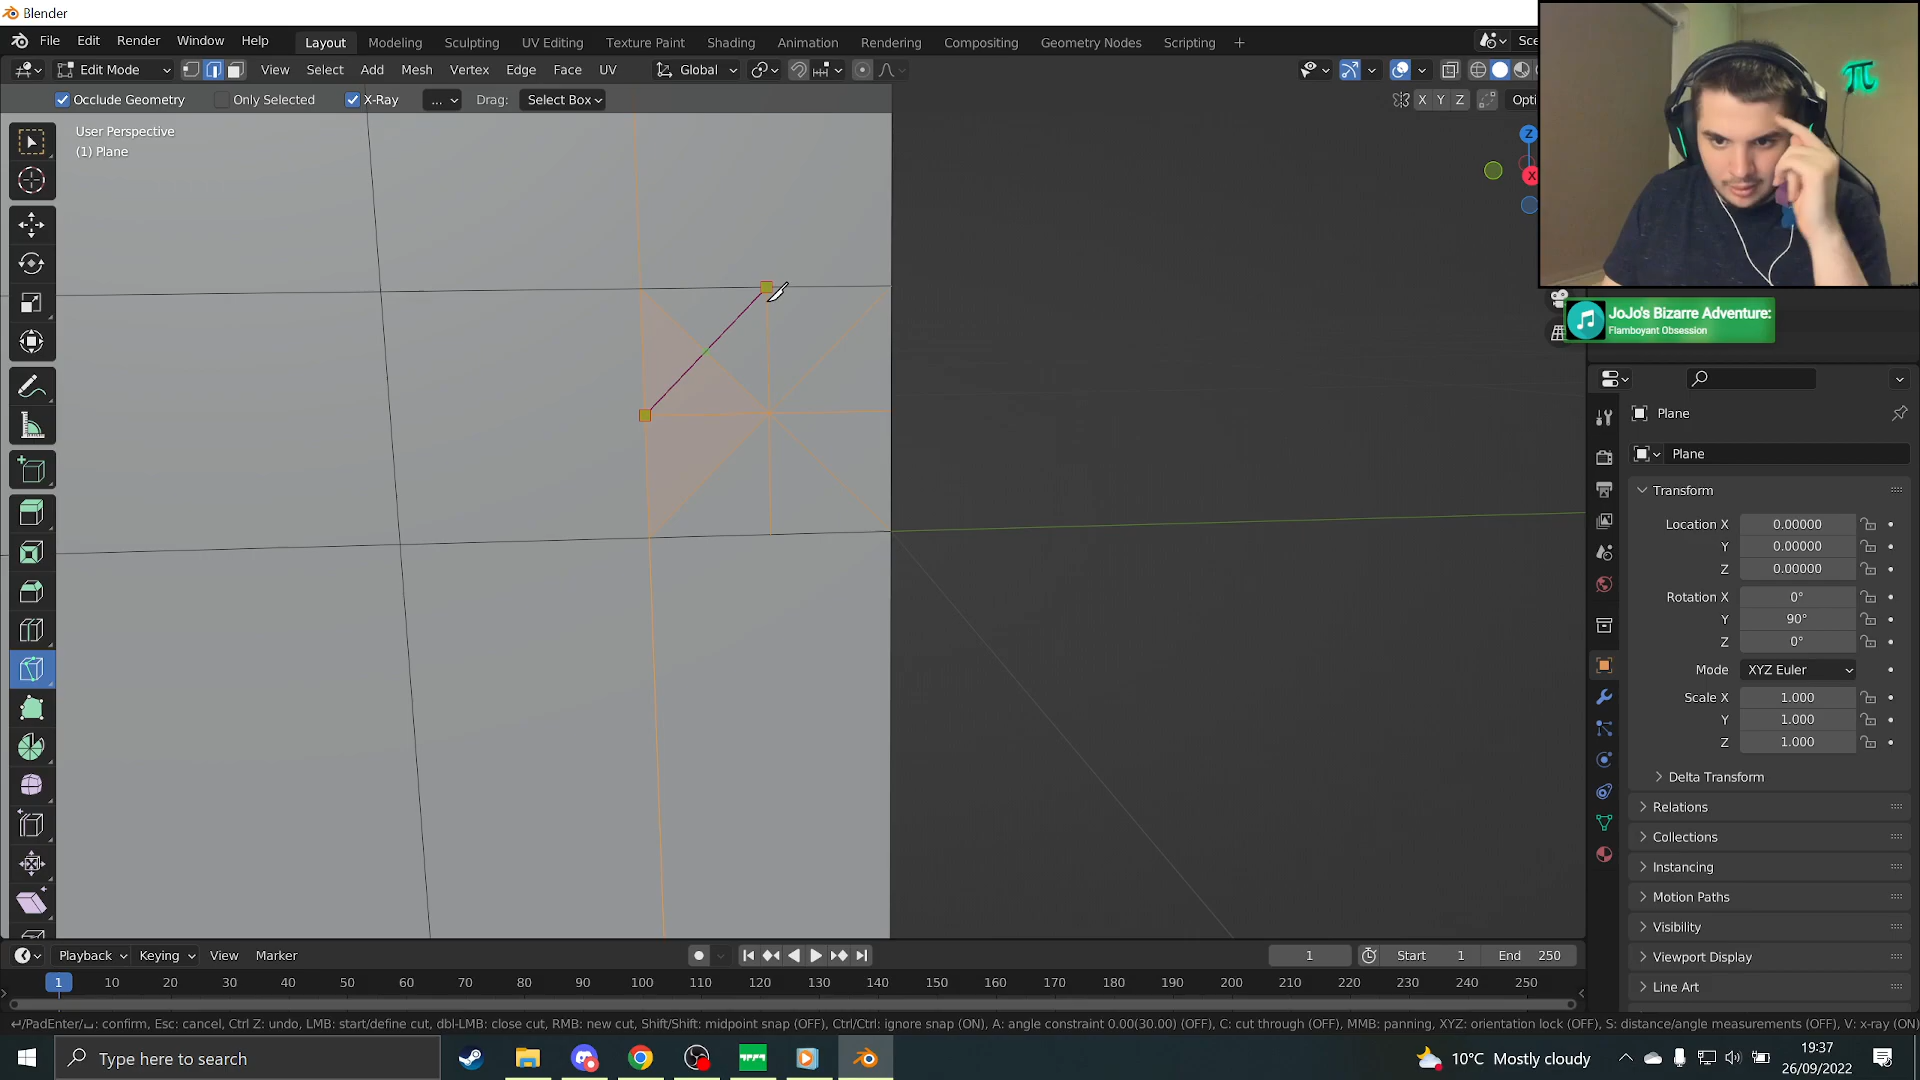 Blender
File Edit Render Window Help Layout Modeling Sculpting UV Editing Texture Paint Shading Animation Rendering Compositing Geometry Nodes Scripting + Sce
Edit Mode View Select Add Mesh Vertex Edge Face UV Global
Occlude Geometry Only Selected X-Ray ... Drag: Select Box X Y Z Opti
User Perspective
(1) Plane
Z
X
JoJo's Bizarre Adventure:
Flamboyant Obsession
Plane
Plane
Transform
Location X 0.00000
Y 0.00000
Z 0.00000
Rotation X 0°
Y 90°
Z 0°
Mode XYZ Euler
Scale X 1.000
Y 1.000
Z 1.000
Delta Transform
Relations
Collections
Instancing
Motion Paths
Visibility
Viewport Display
Line Art
Playback Keying View Marker 1 Start 1 End 250
1 10 20 30 40 50 60 70 80 90 100 110 120 130 140 150 160 170 180 190 200 210 220 230 240 250
/PadEnter/: confirm, Esc: cancel, Ctrl Z: undo, LMB: start/define cut, dbl-LMB: close cut, RMB: new cut, Shift/Shift: midpoint snap (OFF), Ctrl/Ctrl: ignore snap (ON), A: angle constraint 0.00(30.00) (OFF), C: cut through (OFF), MMB: panning, XYZ: orientation lock (OFF), S: distance/angle measurements (OFF), V: x-ray (ON)
Type here to search 10°C Mostly cloudy 19:37
26/09/2022